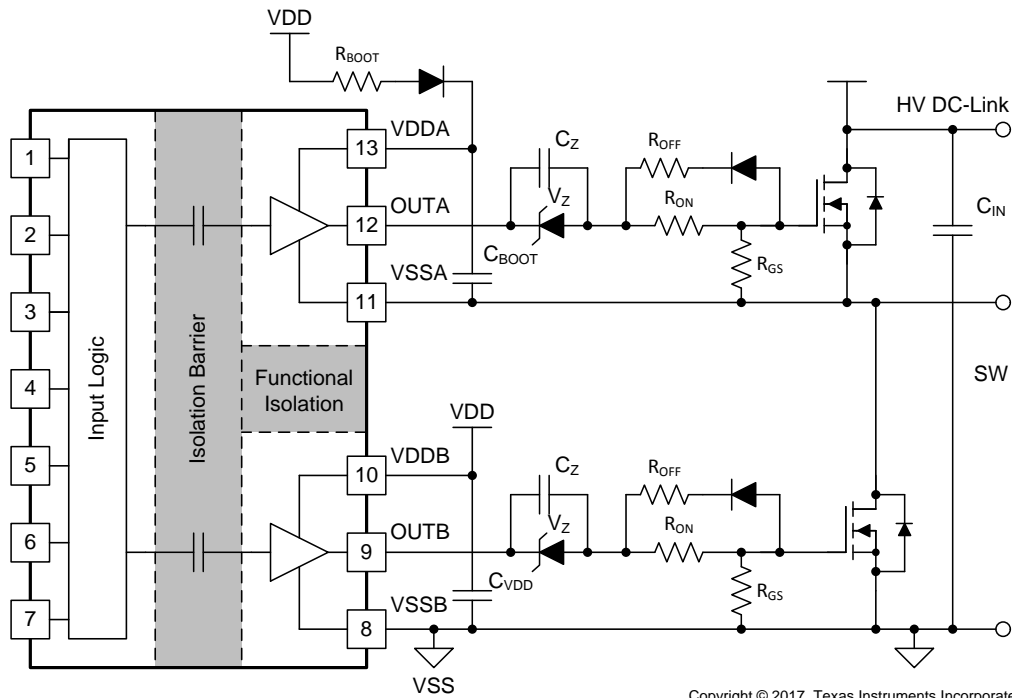 VDD
RBOOT
HV DC-Link
VDDA
13
OUTA
12
VSSA
11
CBOOT
CZ
VZ
ROFF
RON
RGS
CIN
SW
1
2
3
4
5
6
7
Input Logic
Isolation Barrier
Functional
Isolation
VDD
VDDB
10
OUTB
9
VSSB
8
CVDD
CZ
VZ
ROFF
RON
RGS
VSS
Copyright © 2017, Texas Instruments Incorporate